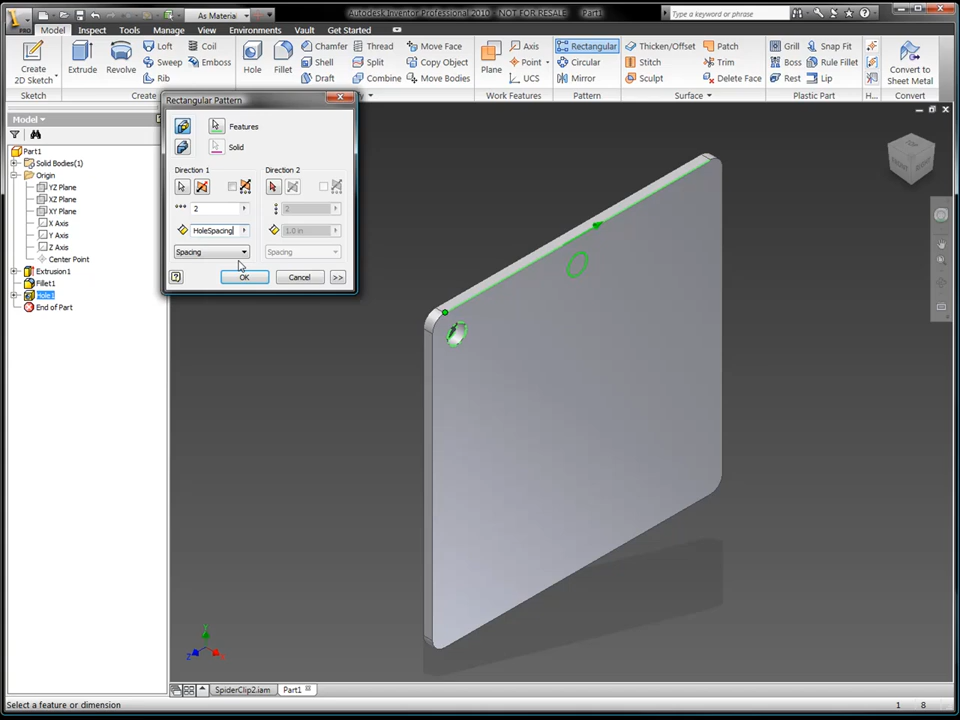 As Material
Autodesk Inventor Professional 2010 - NOT FOR RESALE Part1
Type a keyword or phrase
PRO
Model Inspect Tools Manage View Environments Vault Get Started
Create
2D Sketch
Sketch
Extrude
Revolve
Loft
Sweep
Rib
Coil
Emboss
Create
Hole
Fillet
Chamfer
Shell
Draft
Thread
Split
Combine
Move Face
Copy Object
Move Bodies
Plane
Axis
Point
UCS
Work Features
Rectangular
Circular
Mirror
Pattern
Thicken/Offset
Stitch
Sculpt
Patch
Trim
Delete Face
Surface
Grill
Boss
Rest
Snap Fit
Rule Fillet
Lip
Plastic Part
H...
Convert to
Sheet Metal
Convert
Model
Part1
Solid Bodies(1)
Origin
YZ Plane
XZ Plane
XY Plane
X Axis
Y Axis
Z Axis
Center Point
Extrusion1
Fillet1
Hole1
End of Part
Rectangular Pattern
Features
Solid
Direction 1
Direction 2
2
2
HoleSpacing
1.0 in
Spacing
Spacing
OK
Cancel
>>
TOP
FRONT
RIGHT
Y
Z
X
SpiderClip2.iam
Part1
Select a feature or dimension
1
8